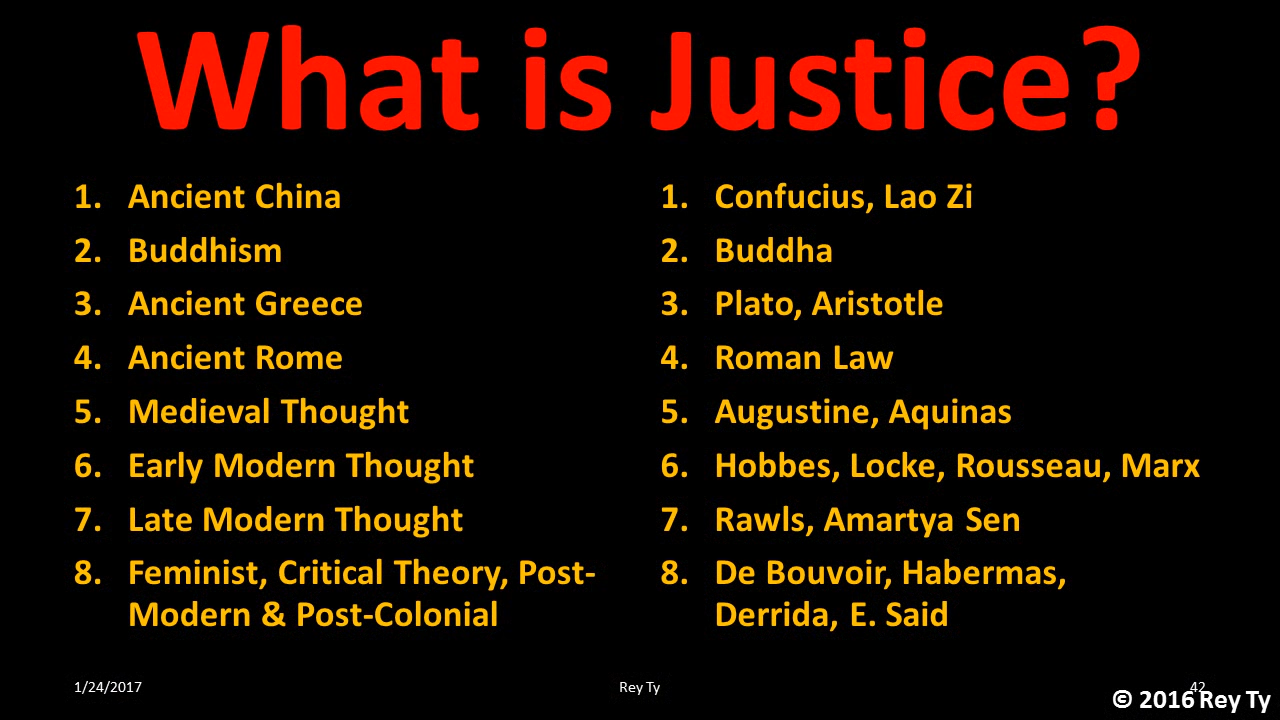 What is Justice?
1. Ancient China
2. Buddhism
3. Ancient Greece
4. Ancient Rome
5. Medieval Thought
6. Early Modern Thought
7. Late Modern Thought
8. Feminist, Critical Theory, Post-
Modern & Post-Colonial
1. Confucius, Lao Zi
2. Buddha
3. Plato, Aristotle
4. Roman Law
5. Augustine, Aquinas
6. Hobbes, Locke, Rousseau, Marx
7. Rawls, Amartya Sen
8. De Bouvoir, Habermas,
Derrida, E. Said
1/24/2017
Rey Ty
42
© 2016 Rey Ty